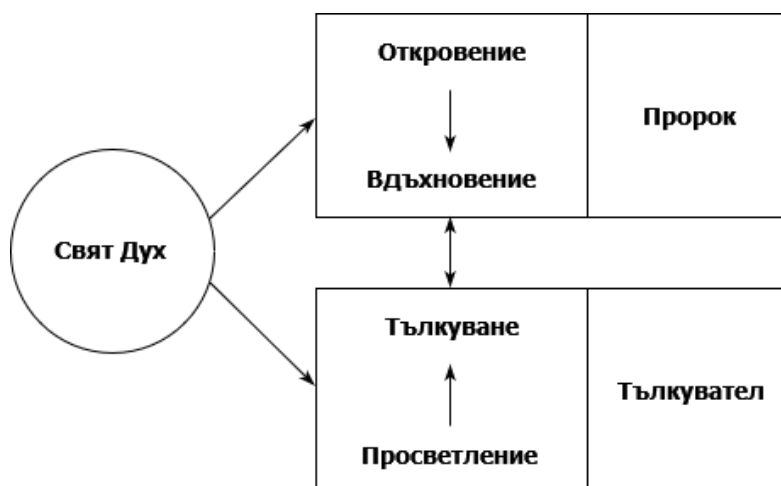 Откровение
Пророк
Вдъхновение
Свят Дух
Тълкуване
Тълкувател
Просветление